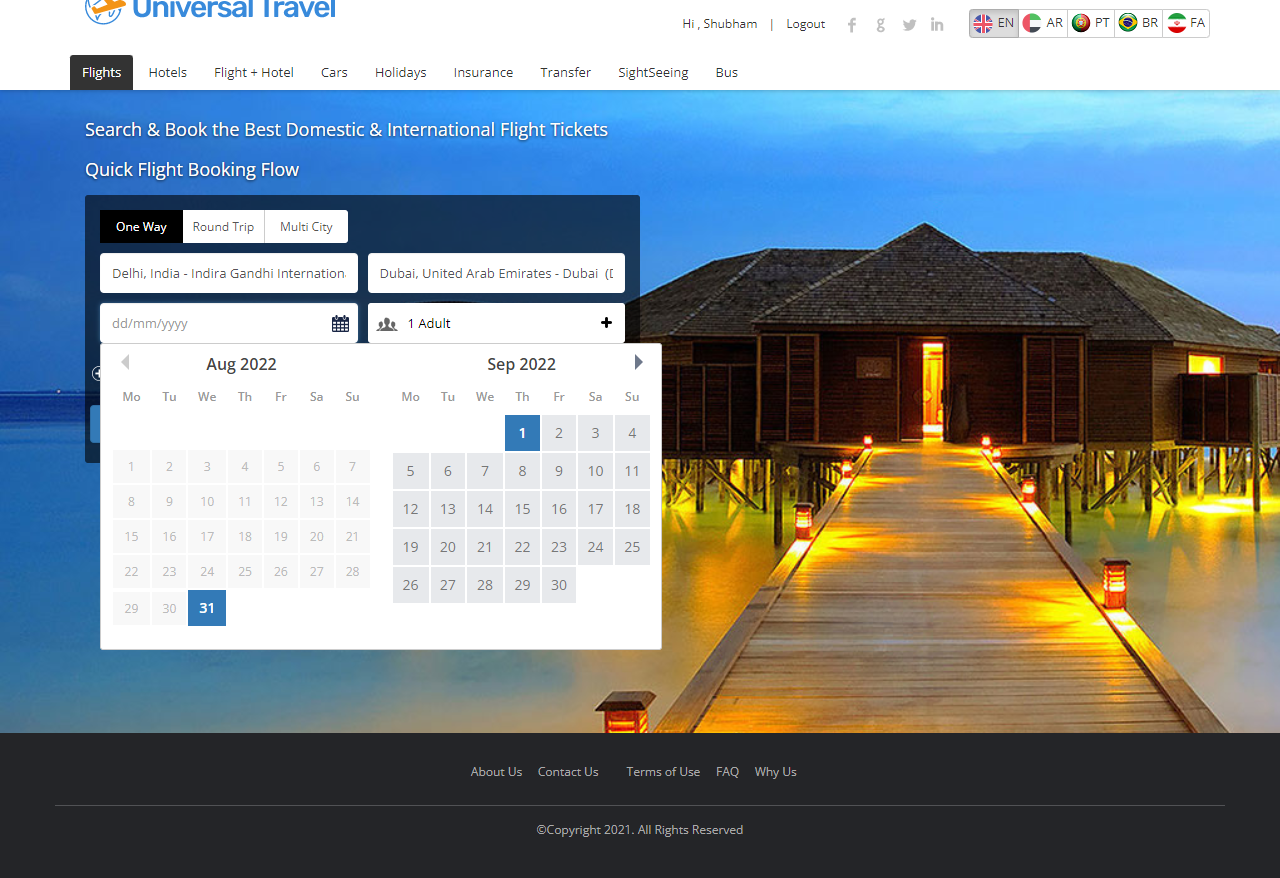 Universal Travel
Hi , Shubham | Logout
EN AR PT BR FA
Flights Hotels Flight + Hotel Cars Holidays Insurance Transfer SightSeeing Bus
Search & Book the Best Domestic & International Flight Tickets
Quick Flight Booking Flow
One Way Round Trip Multi City
Delhi, India - Indira Gandhi Internation
Dubai, United Arab Emirates - Dubai (
dd/mm/yyyy
1 Adult
Aug 2022
Mo Tu We Th Fr Sa Su
1 2 3 4 5 6 7
8 9 10 11 12 13 14
15 16 17 18 19 20 21
22 23 24 25 26 27 28
29 30 31
Sep 2022
Mo Tu We Th Fr Sa Su
1 2 3 4
5 6 7 8 9 10 11
12 13 14 15 16 17 18
19 20 21 22 23 24 25
26 27 28 29 30
About Us Contact Us Terms of Use FAQ Why Us
©Copyright 2021. All Rights Reserved